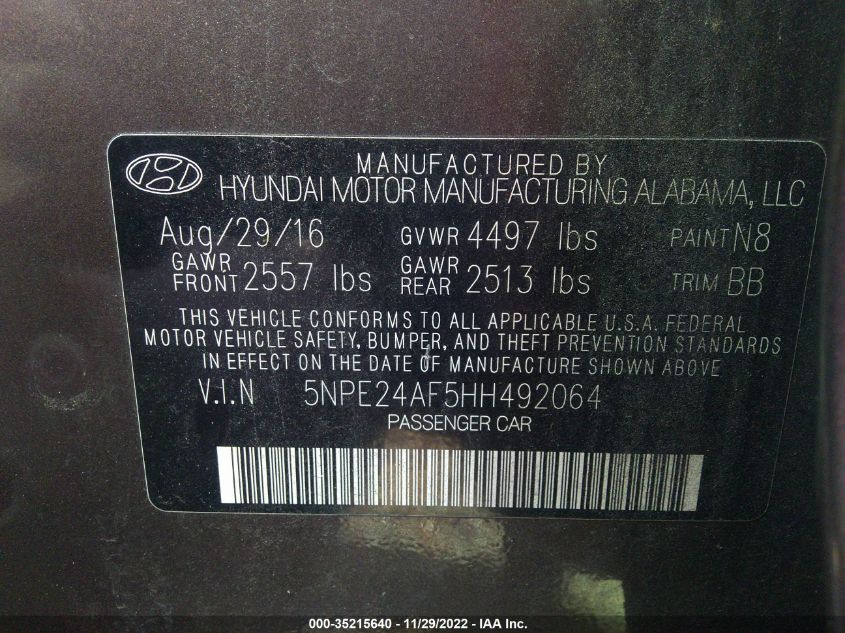 MANUFACTURED BY
HYUNDAI MOTOR MANUFACTURING ALABAMA, LLC
Aug/29/16 GVWR 4497 lbs PAINT N8
GAWR FRONT 2557 lbs GAWR REAR 2513 lbs TRIM BB
THIS VEHICLE CONFORMS TO ALL APPLICABLE U.S.A. FEDERAL
MOTOR VEHICLE SAFETY, BUMPER, AND THEFT PREVENTION STANDARDS
IN EFFECT ON THE DATE OF MANUFACTURE SHOWN ABOVE
V.I.N 5NPE24AF5HH492064
PASSENGER CAR
000-35215640 - 11/29/2022 - IAA Inc.